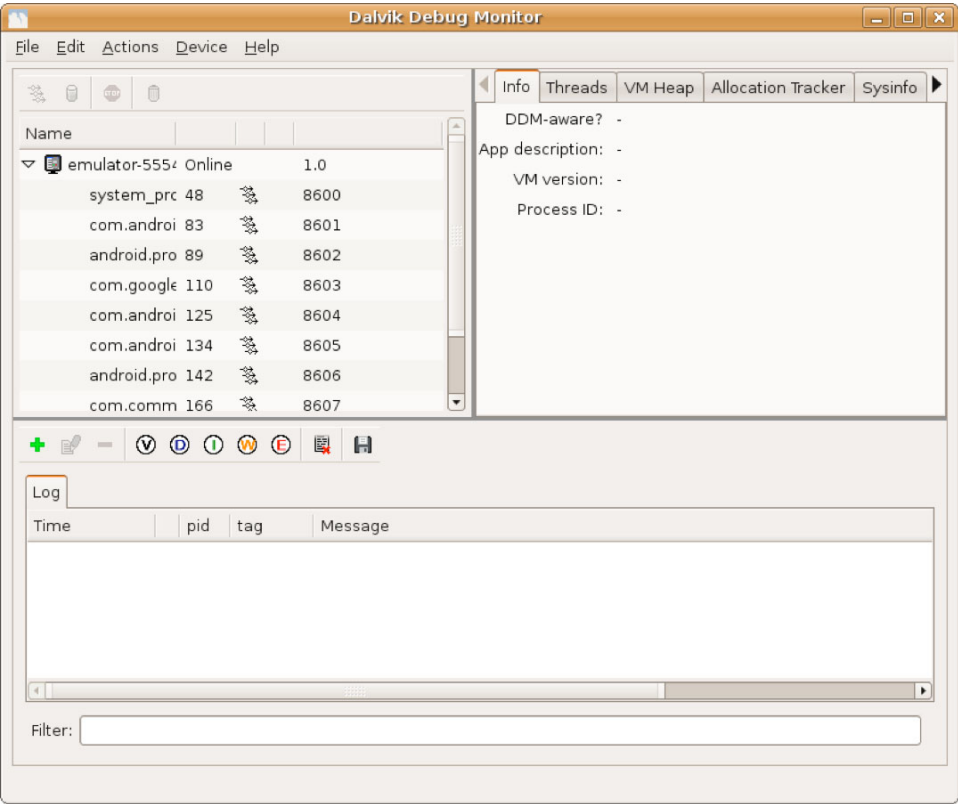 Dalvik Debug Monitor
File Edit Actions Device Help
Info Threads VM Heap Allocation Tracker Sysinfo
Name
emulator-5554 Online 1.0
system_prc 48 8600
com.androi 83 8601
android.pro 89 8602
com.google 110 8603
com.androi 125 8604
com.androi 134 8605
android.pro 142 8606
com.comm 166 8607
DDM-aware? -
App description: -
VM version: -
Process ID: -
V D I W E
Log
Time pid tag Message
Filter: